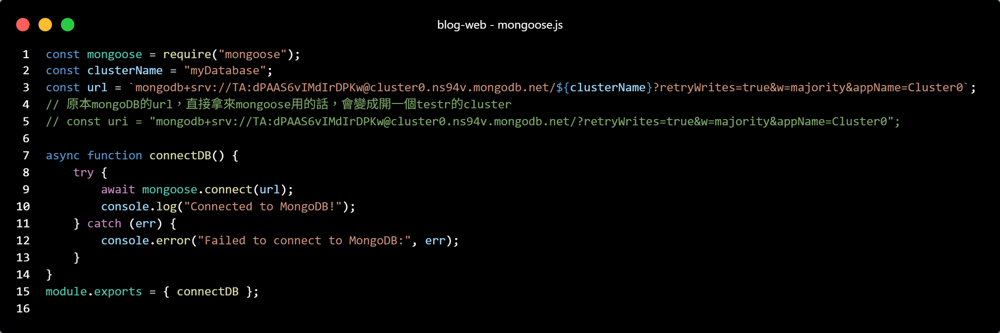 blog-web - mongoose.js
1 const mongoose = require("mongoose");
2 const clusterName = "myDatabase";
3 const url = `mongodb+srv://TA:dPAAS6vIMdIrDPKw@cluster0.ns94v.mongodb.net/${clusterName}?retryWrites=true&w=majority&appName=Cluster0`;
4 // 原本mongoDB的url，直接拿來mongoose用的話，會變成開一個testr的cluster
5 // const uri = "mongodb+srv://TA:dPAAS6vIMdIrDPKw@cluster0.ns94v.mongodb.net/?retryWrites=true&w=majority&appName=Cluster0";
6
7 async function connectDB() {
8     try {
9         await mongoose.connect(url);
10         console.log("Connected to MongoDB!");
11     } catch (err) {
12         console.error("Failed to connect to MongoDB:", err);
13     }
14 }
15 module.exports = { connectDB };
16